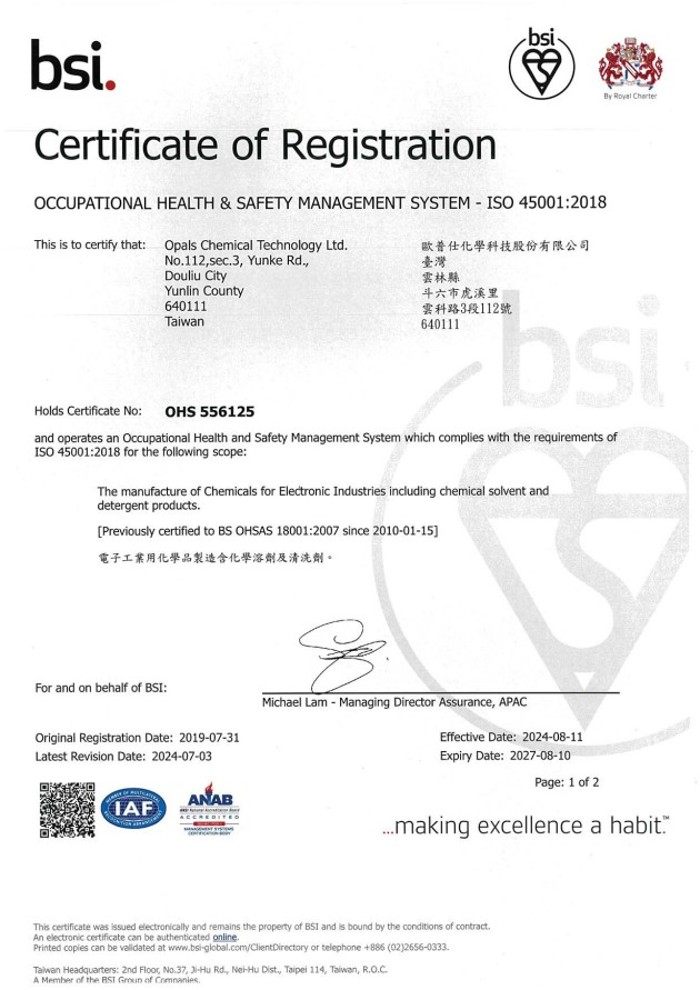 bsi.
bsi
By Royal Charter
Certificate of Registration
OCCUPATIONAL HEALTH & SAFETY MANAGEMENT SYSTEM - ISO 45001:2018
This is to certify that:
Opals Chemical Technology Ltd.
No.112,sec.3, Yunke Rd.,
Douliu City
Yunlin County
640111
Taiwan
歐普仕化學科技股份有限公司
臺灣
雲林縣
斗六市虎溪里
雲科路3段112號
640111
bsi
Holds Certificate No: OHS 556125
and operates an Occupational Health and Safety Management System which complies with the requirements of
ISO 45001:2018 for the following scope:
The manufacture of Chemicals for Electronic Industries including chemical solvent and
detergent products.
[Previously certified to BS OHSAS 18001:2007 since 2010-01-15]
電子工業用化學品製造含化學溶劑及清洗劑。
For and on behalf of BSI:
Michael Lam - Managing Director Assurance, APAC
Original Registration Date: 2019-07-31
Effective Date: 2024-08-11
Latest Revision Date: 2024-07-03
Expiry Date: 2027-08-10
Page: 1 of 2
MEMBER OF MULTILATERAL
IAF
RECOGNITION ARRANGEMENT
ANAB
ANSI National Accreditation Board
ACCREDITED
MANAGEMENT SYSTEMS
CERTIFICATION BODY
...making excellence a habit.™
This certificate was issued electronically and remains the property of BSI and is bound by the conditions of contract.
An electronic certificate can be authenticated online.
Printed copies can be validated at www.bsi-global.com/ClientDirectory or telephone +886 (02)2656-0333.
Taiwan Headquarters: 2nd Floor, No.37, Ji-Hu Rd., Nei-Hu Dist., Taipei 114, Taiwan, R.O.C.
A Member of the BSI Group of Companies.